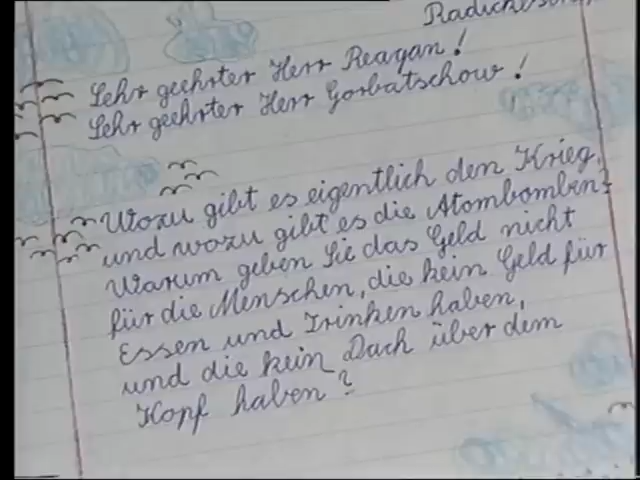 Sehr geehrter Herr Reagan!
Sehr geehrter Herr Gorbatschow!
Wozu gibt es eigentlich den Krieg,
und wozu gibt es die Atombomben?
Warum geben Sie das Geld nicht
für die Menschen, die kein Geld für
Essen und Trinken haben,
und die kein Dach über dem
Kopf haben?